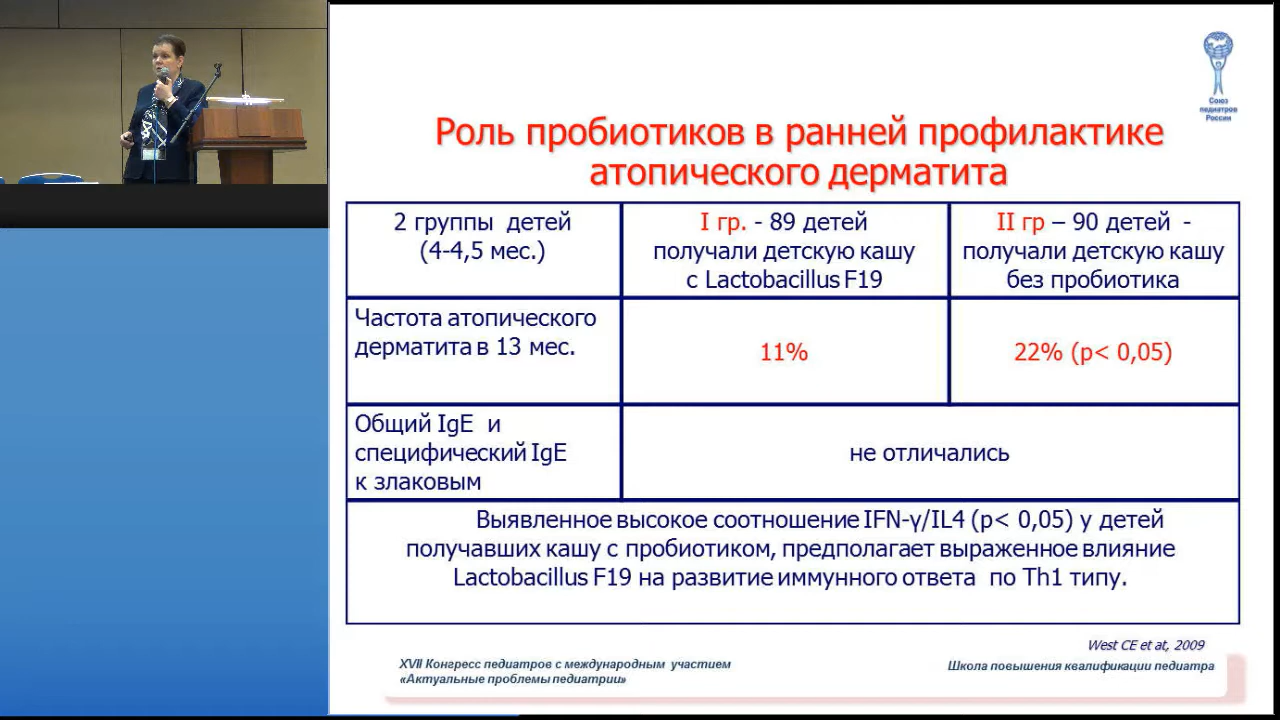 Союз
педиатров
России
Роль пробиотиков в ранней профилактике
атопического дерматита
2 группы детей
(4-4,5 мес.)
I гр. - 89 детей
получали детскую кашу
с Lactobacillus F19
II гр – 90 детей -
получали детскую кашу
без пробиотика
Частота атопического
дерматита в 13 мес.
11%
22% (p< 0,05)
Общий IgE и
специфический IgE
к злаковым
не отличались
Выявленное высокое соотношение IFN-γ/IL4 (p< 0,05) у детей
получавших кашу с пробиотиком, предполагает выраженное влияние
Lactobacillus F19 на развитие иммунного ответа по Th1 типу.
West CE et at, 2009
XVII Конгресс педиатров с международным участием
«Актуальные проблемы педиатрии»
Школа повышения квалификации педиатра